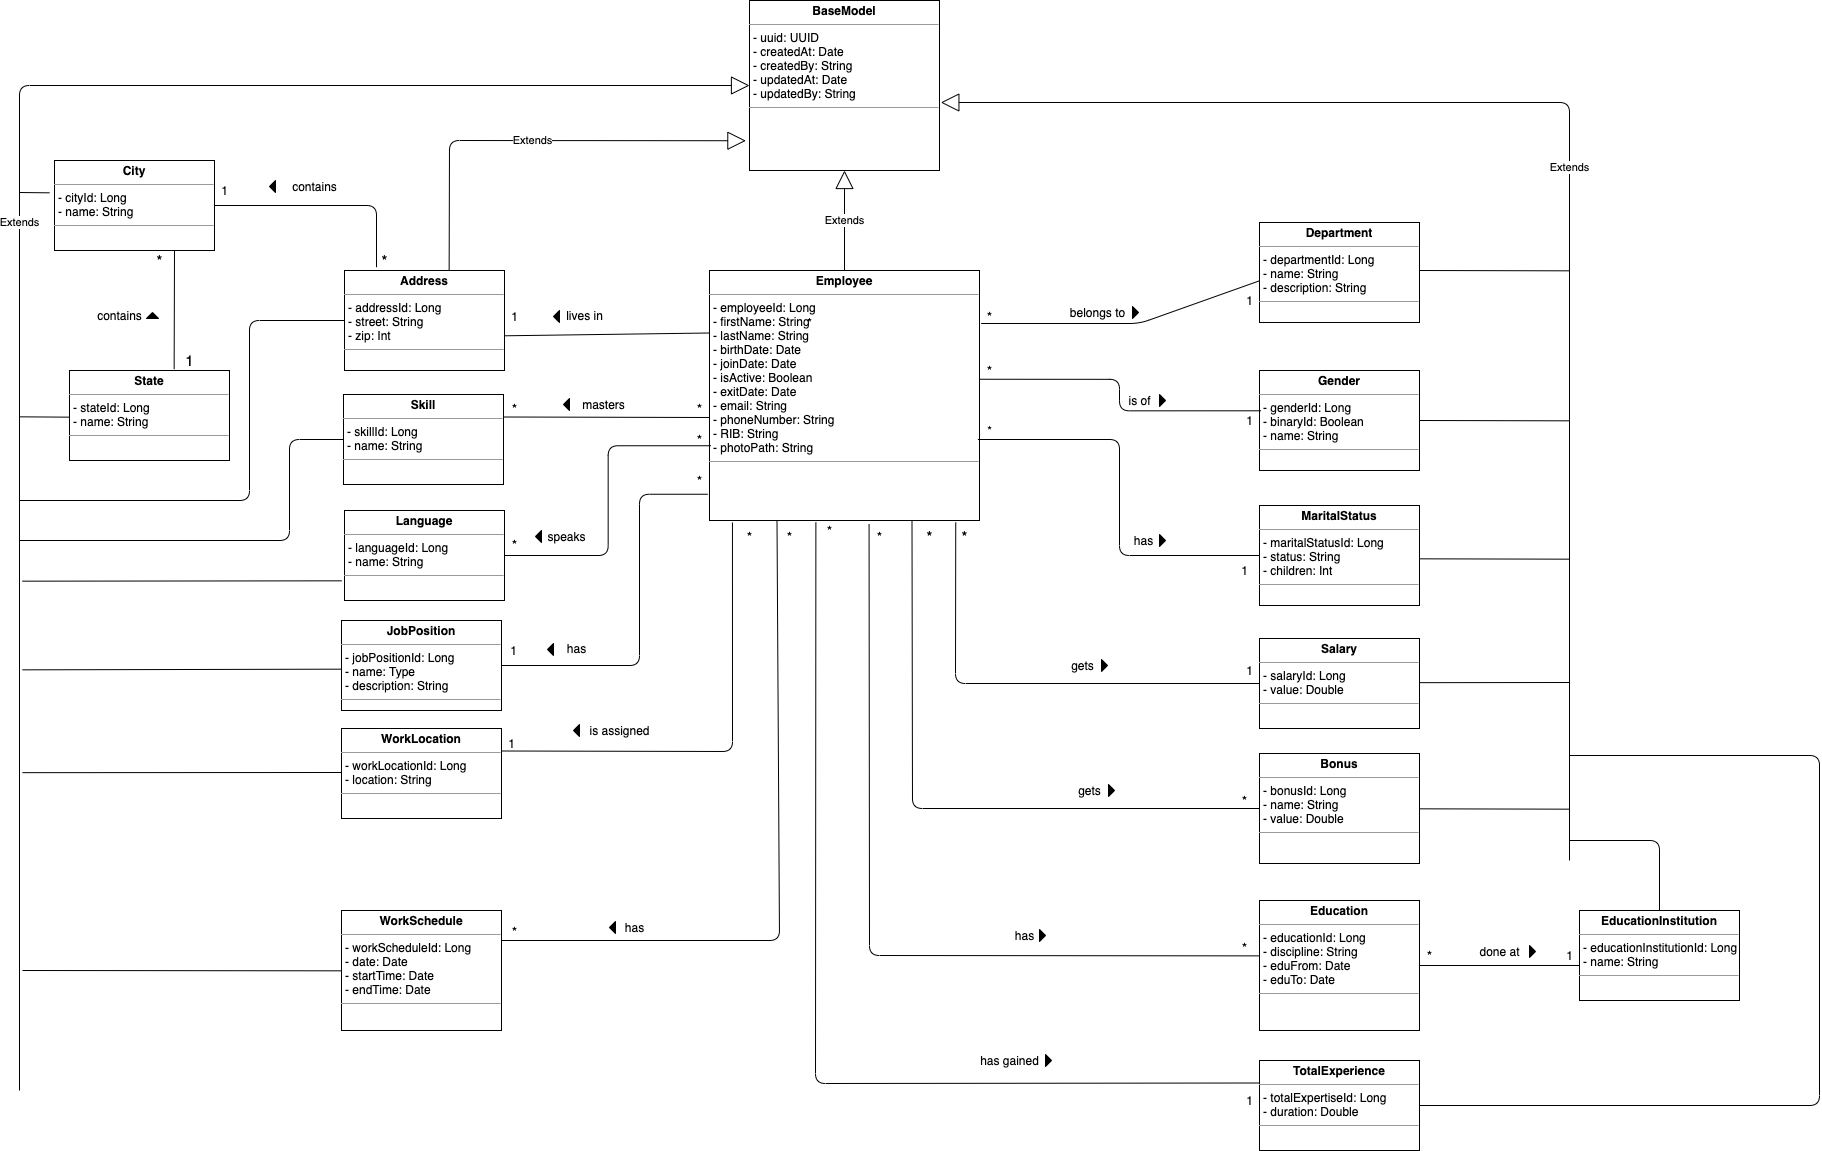 BaseModel
- uuid: UUID
- createdAt: Date
- createdBy: String
- updatedAt: Date
- updatedBy: String
Extends
Extends
Extends
Extends
City
- cityId: Long
- name: String
1
contains
*
*
contains
1
State
- stateId: Long
- name: String
Address
- addressId: Long
- street: String
- zip: Int
1
lives in
*
Employee
- employeeId: Long
- firstName: String
- lastName: String
- birthDate: Date
- joinDate: Date
- isActive: Boolean
- exitDate: Date
- email: String
- phoneNumber: String
- RIB: String
- photoPath: String
Skill
- skillId: Long
- name: String
*
masters
*
Language
- languageId: Long
- name: String
*
speaks
*
JobPosition
- jobPositionId: Long
- name: Type
- description: String
1
has
*
WorkLocation
- workLocationId: Long
- location: String
1
is assigned
*
WorkSchedule
- workScheduleId: Long
- date: Date
- startTime: Date
- endTime: Date
*
has
*
Department
- departmentId: Long
- name: String
- description: String
*
belongs to
1
Gender
- genderId: Long
- binaryId: Boolean
- name: String
*
is of
1
MaritalStatus
- maritalStatusId: Long
- status: String
- children: Int
*
has
1
Salary
- salaryId: Long
- value: Double
*
gets
1
Bonus
- bonusId: Long
- name: String
- value: Double
*
gets
*
Education
- educationId: Long
- discipline: String
- eduFrom: Date
- eduTo: Date
*
has
*
*
done at
1
EducationInstitution
- educationInstitutionId: Long
- name: String
TotalExperience
- totalExpertiseId: Long
- duration: Double
*
has gained
1